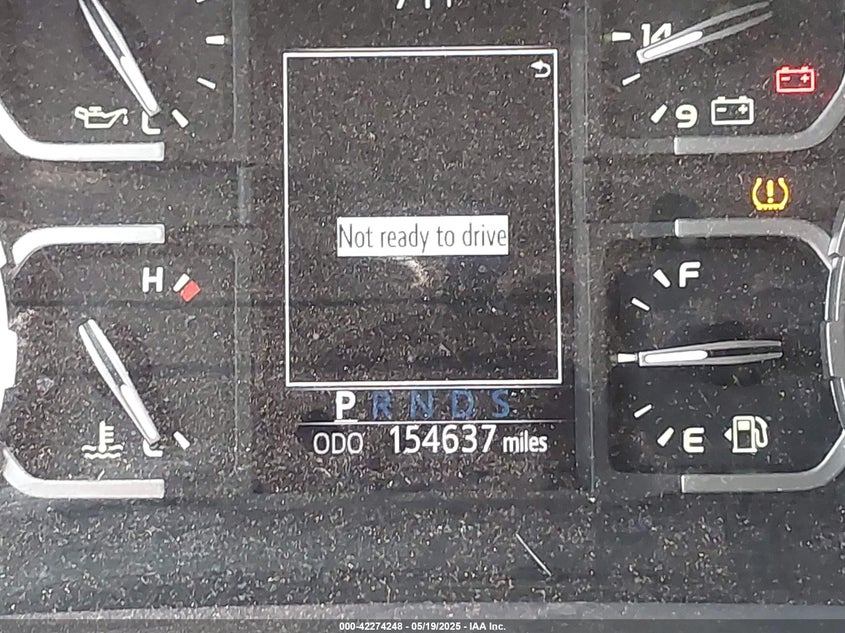 14
L
9
Not ready to drive
H
F
P R N D S
E
ODO 154637 miles
000-42274248 - 05/19/2025 - IAA Inc.